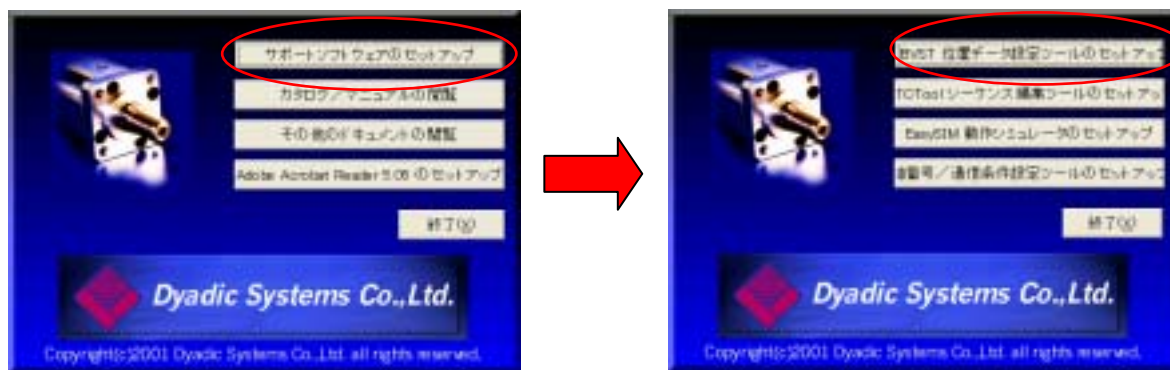 サポートソフトウェアのセットアップ
カタログ／マニュアルの閲覧
その他のドキュメントの閲覧
Adobe Acrobat Reader 5.05 のセットアップ
終了(X)
Dyadic Systems Co.,Ltd.
Copyright(c)2001 Dyadic Systems Co.,Ltd. all rights reserved.
位置データ設定ツールのセットアップ
TCTool シーケンス編集ツールのセットアップ
EasySIM 動作シミュレータのセットアップ
番号／通信条件設定ツールのセットアップ
終了(X)
Dyadic Systems Co.,Ltd.
Copyright(c)2001 Dyadic Systems Co.,Ltd. all rights reserved.